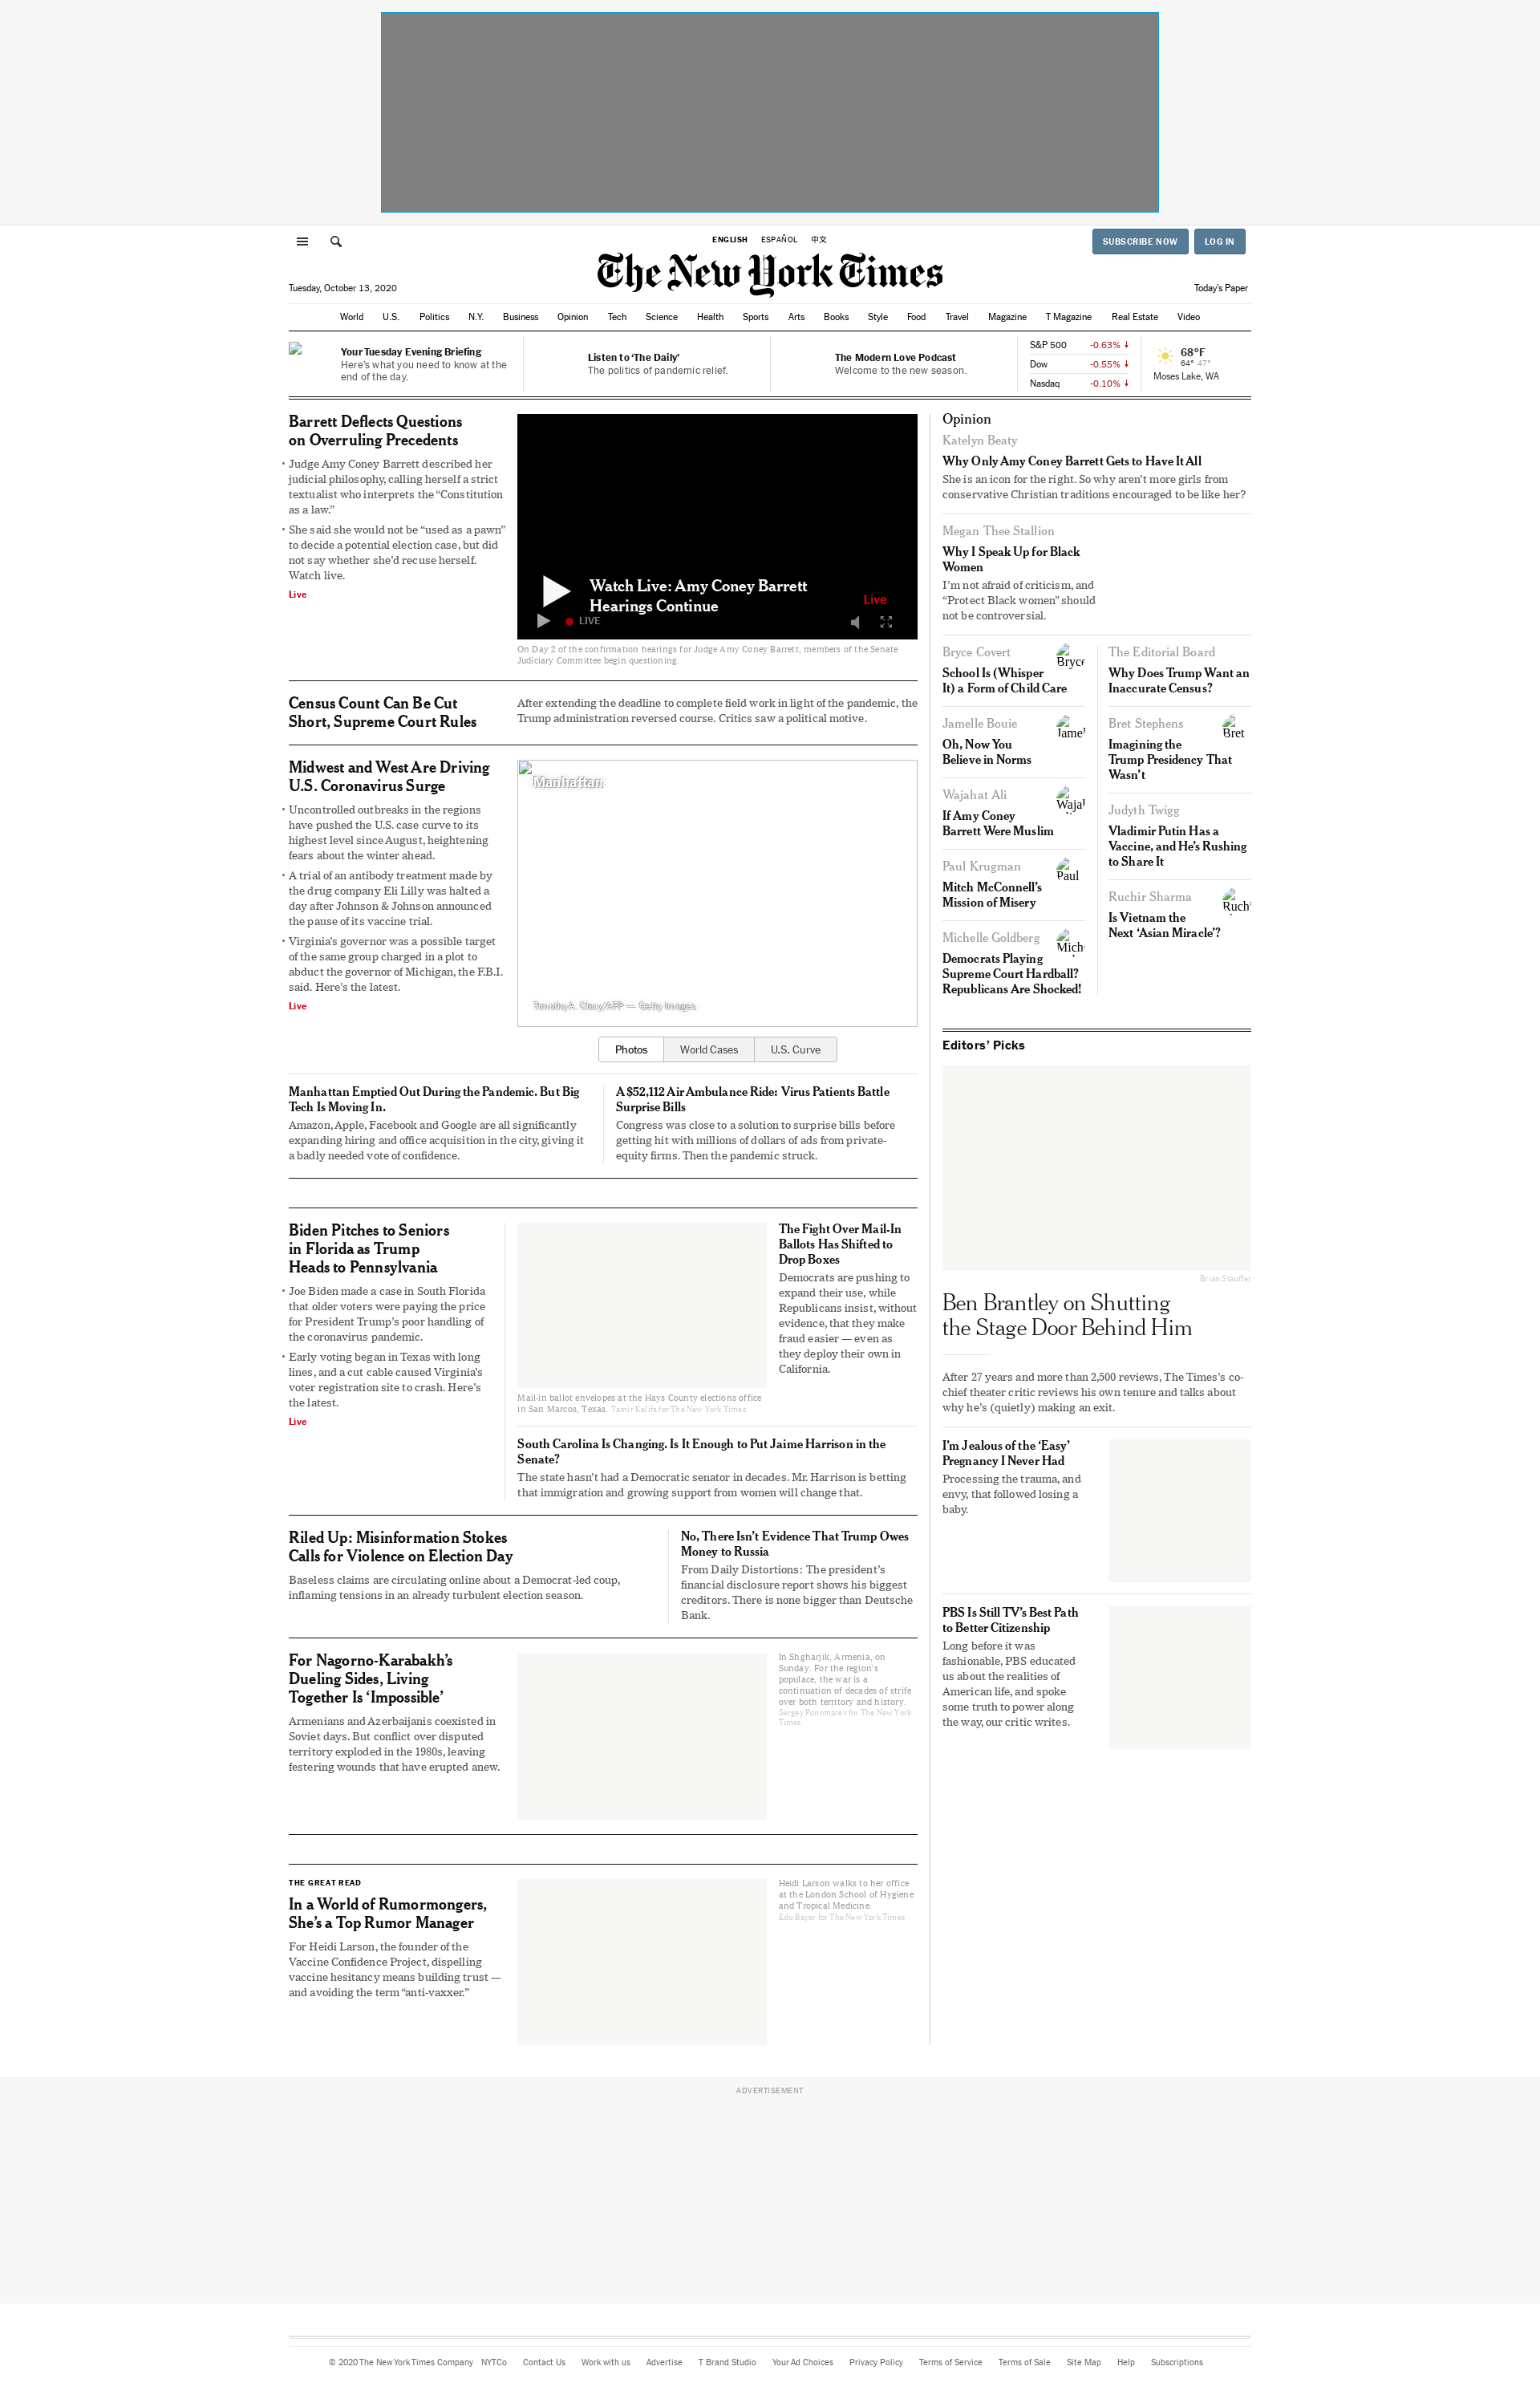 ENGLISH ESPAÑOL 中文
SUBSCRIBE NOW LOG IN
The New York Times
Tuesday, October 13, 2020
Today's Paper
World U.S. Politics N.Y. Business Opinion Tech Science Health Sports Arts Books Style Food Travel Magazine T Magazine Real Estate Video
Your Tuesday Evening Briefing
Here's what you need to know at the
end of the day.
Listen to ‘The Daily’
The politics of pandemic relief.
The Modern Love Podcast
Welcome to the new season.
S&P 500 -0.63% ↓
Dow -0.55% ↓
Nasdaq -0.10% ↓
68°F
64° 47°
Moses Lake, WA
Barrett Deflects Questions
on Overruling Precedents
• Judge Amy Coney Barrett described her
judicial philosophy, calling herself a strict
textualist who interprets the “Constitution
as a law.”
• She said she would not be “used as a pawn”
to decide a potential election case, but did
not say whether she’d recuse herself.
Watch live.
Live
Watch Live: Amy Coney Barrett
Hearings Continue
Live
LIVE
On Day 2 of the confirmation hearings for Judge Amy Coney Barrett, members of the Senate
Judiciary Committee begin questioning.
Census Count Can Be Cut
Short, Supreme Court Rules
After extending the deadline to complete field work in light of the pandemic, the
Trump administration reversed course. Critics saw a political motive.
Midwest and West Are Driving
U.S. Coronavirus Surge
• Uncontrolled outbreaks in the regions
have pushed the U.S. case curve to its
highest level since August, heightening
fears about the winter ahead.
• A trial of an antibody treatment made by
the drug company Eli Lilly was halted a
day after Johnson & Johnson announced
the pause of its vaccine trial.
• Virginia’s governor was a possible target
of the same group charged in a plot to
abduct the governor of Michigan, the F.B.I.
said. Here’s the latest.
Live
Manhattan
Timothy A. Clary/AFP — Getty Images
Photos World Cases U.S. Curve
Manhattan Emptied Out During the Pandemic. But Big
Tech Is Moving In.
Amazon, Apple, Facebook and Google are all significantly
expanding hiring and office acquisition in the city, giving it
a badly needed vote of confidence.
A $52,112 Air Ambulance Ride: Virus Patients Battle
Surprise Bills
Congress was close to a solution to surprise bills before
getting hit with millions of dollars of ads from private-
equity firms. Then the pandemic struck.
Biden Pitches to Seniors
in Florida as Trump
Heads to Pennsylvania
• Joe Biden made a case in South Florida
that older voters were paying the price
for President Trump’s poor handling of
the coronavirus pandemic.
• Early voting began in Texas with long
lines, and a cut cable caused Virginia’s
voter registration site to crash. Here’s
the latest.
Live
Mail-in ballot envelopes at the Hays County elections office
in San Marcos, Texas. Tamir Kalifa for The New York Times
The Fight Over Mail-In
Ballots Has Shifted to
Drop Boxes
Democrats are pushing to
expand their use, while
Republicans insist, without
evidence, that they make
fraud easier — even as
they deploy their own in
California.
South Carolina Is Changing. Is It Enough to Put Jaime Harrison in the
Senate?
The state hasn’t had a Democratic senator in decades. Mr. Harrison is betting
that immigration and growing support from women will change that.
Riled Up: Misinformation Stokes
Calls for Violence on Election Day
Baseless claims are circulating online about a Democrat-led coup,
inflaming tensions in an already turbulent election season.
No, There Isn’t Evidence That Trump Owes
Money to Russia
From Daily Distortions: The president’s
financial disclosure report shows his biggest
creditors. There is none bigger than Deutsche
Bank.
For Nagorno-Karabakh’s
Dueling Sides, Living
Together Is ‘Impossible’
Armenians and Azerbaijanis coexisted in
Soviet days. But conflict over disputed
territory exploded in the 1980s, leaving
festering wounds that have erupted anew.
In Shgharjik, Armenia, on
Sunday. For the region’s
populace, the war is a
continuation of decades of strife
over both territory and history.
Sergey Ponomarev for The New York
Times
THE GREAT READ
In a World of Rumormongers,
She’s a Top Rumor Manager
For Heidi Larson, the founder of the
Vaccine Confidence Project, dispelling
vaccine hesitancy means building trust —
and avoiding the term “anti-vaxxer.”
Heidi Larson walks to her office
at the London School of Hygiene
and Tropical Medicine.
Edu Bayer for The New York Times
Opinion
Katelyn Beaty
Why Only Amy Coney Barrett Gets to Have It All
She is an icon for the right. So why aren’t more girls from
conservative Christian traditions encouraged to be like her?
Megan Thee Stallion
Why I Speak Up for Black
Women
I’m not afraid of criticism, and
“Protect Black women” should
not be controversial.
Bryce Covert
Bryce
School Is (Whisper
It) a Form of Child Care
Jamelle Bouie
Oh, Now You
Believe in Norms
Wajahat Ali
If Amy Coney
Barrett Were Muslim
Paul Krugman
Paul
Mitch McConnell’s
Mission of Misery
Michelle Goldberg
Democrats Playing
Supreme Court Hardball?
Republicans Are Shocked!
The Editorial Board
Why Does Trump Want an
Inaccurate Census?
Bret Stephens
Bret
Imagining the
Trump Presidency That
Wasn’t
Judyth Twigg
Vladimir Putin Has a
Vaccine, and He’s Rushing
to Share It
Ruchir Sharma
Is Vietnam the
Next ‘Asian Miracle’?
Editors’ Picks
Brian Stauffer
Ben Brantley on Shutting
the Stage Door Behind Him
After 27 years and more than 2,500 reviews, The Times’s co-
chief theater critic reviews his own tenure and talks about
why he’s (quietly) making an exit.
I’m Jealous of the ‘Easy’
Pregnancy I Never Had
Processing the trauma, and
envy, that followed losing a
baby.
PBS Is Still TV’s Best Path
to Better Citizenship
Long before it was
fashionable, PBS educated
us about the realities of
American life, and spoke
some truth to power along
the way, our critic writes.
ADVERTISEMENT
© 2020 The New York Times Company NYTCo Contact Us Work with us Advertise T Brand Studio Your Ad Choices Privacy Policy Terms of Service Terms of Sale Site Map Help Subscriptions